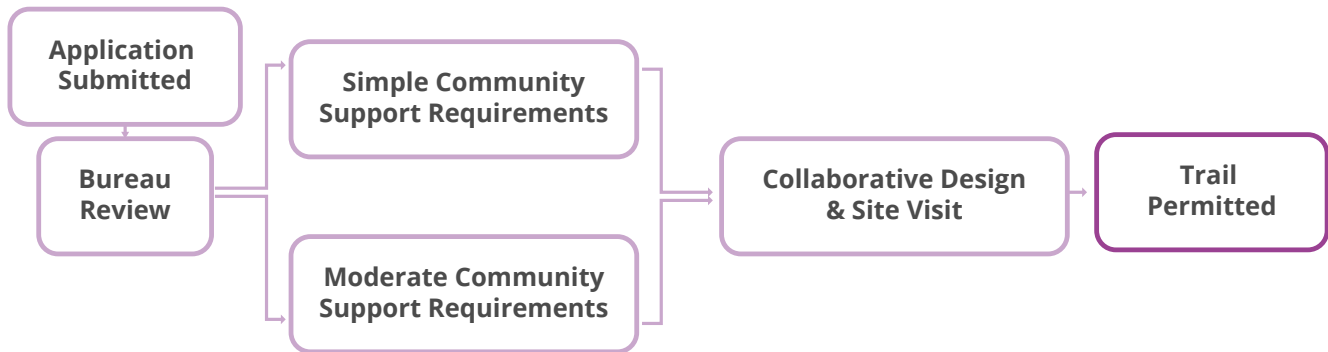 Application
Submitted
Bureau
Review
Simple Community
Support Requirements
Moderate Community
Support Requirements
Collaborative Design
& Site Visit
Trail
Permitted